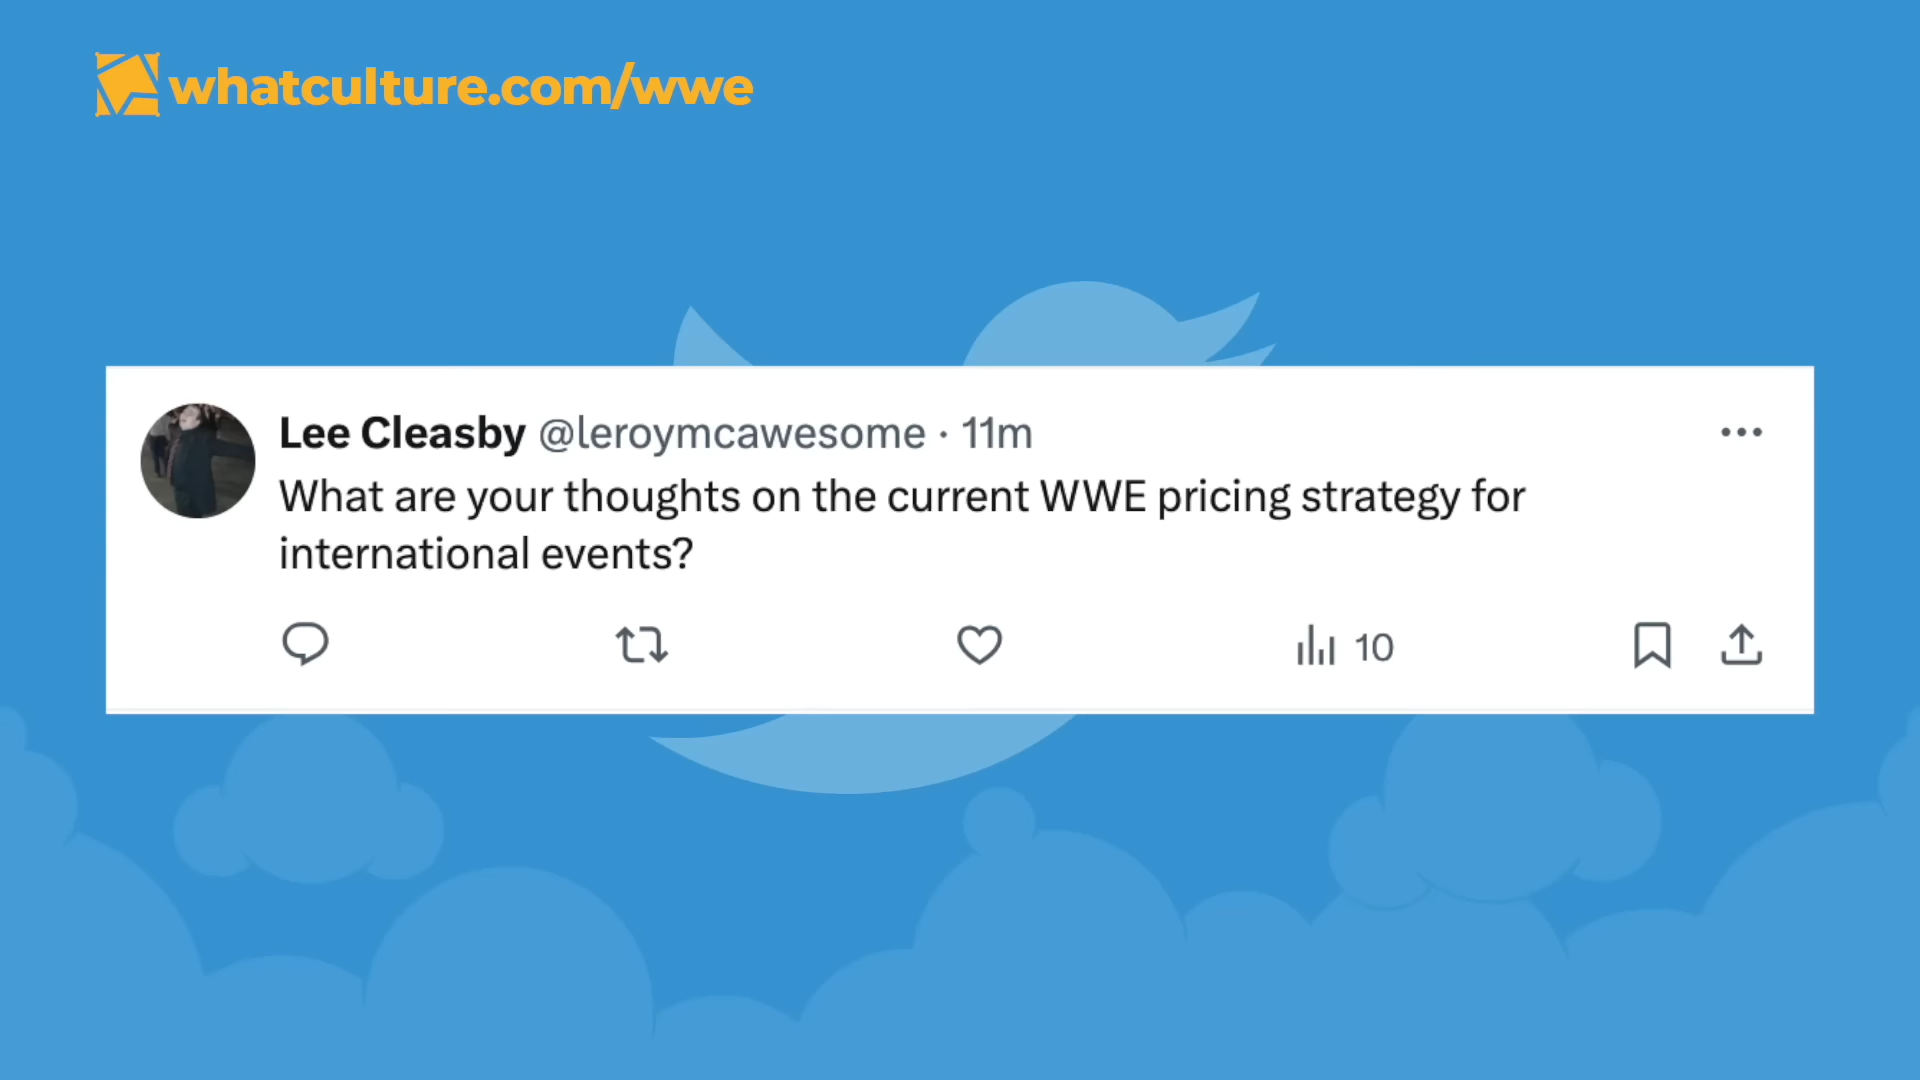 whatculture.com/wwe
Lee Cleasby @leroymcawesome · 11m
What are your thoughts on the current WWE pricing strategy for
international events?
10